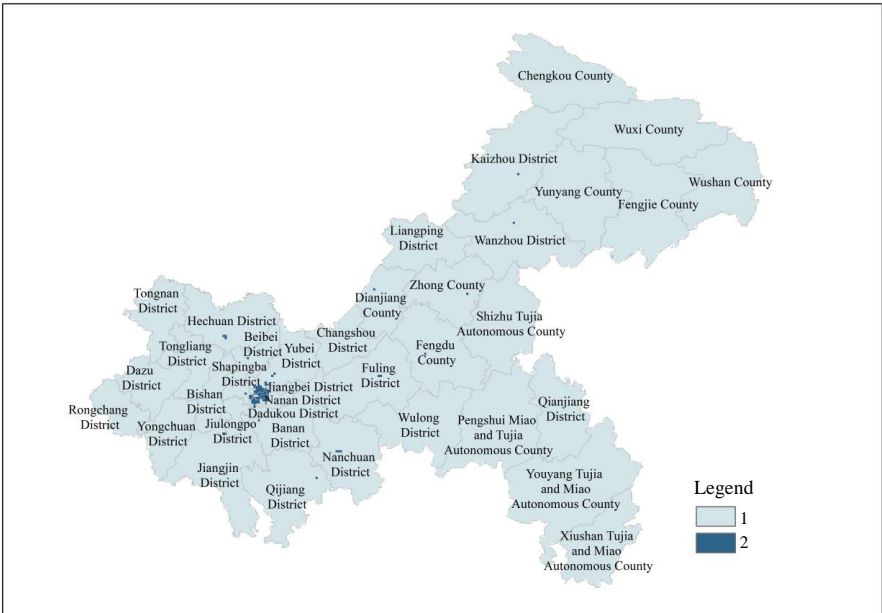 Chengkou County
Wuxi County
Kaizhou District
Wushan County
Yunyang County
Fengjie County
Liangping
District
Wanzhou District
Zhong County
Tongnan
District
Dianjiang
County
Shizhu Tujia
Autonomous County
Hechuan District
Changshou
District
Beibei
District
Yubei
District
Tongliang
District
Fengdu
County
Shapingba
District
Fuling
District
Dazu
District
Jiangbei District
Bishan
District
Nanan District
Qianjiang
District
Rongchang
District
Dadukou District
Wulong
District
Pengshui Miao
and Tujia
Autonomous County
Yongchuan
District
Jiulongpo
District
Banan
District
Nanchuan
District
Jiangjin
District
Youyang Tujia
and Miao
Autonomous County
Qijiang
District
Legend
1
2
Xiushan Tujia
and Miao
Autonomous County